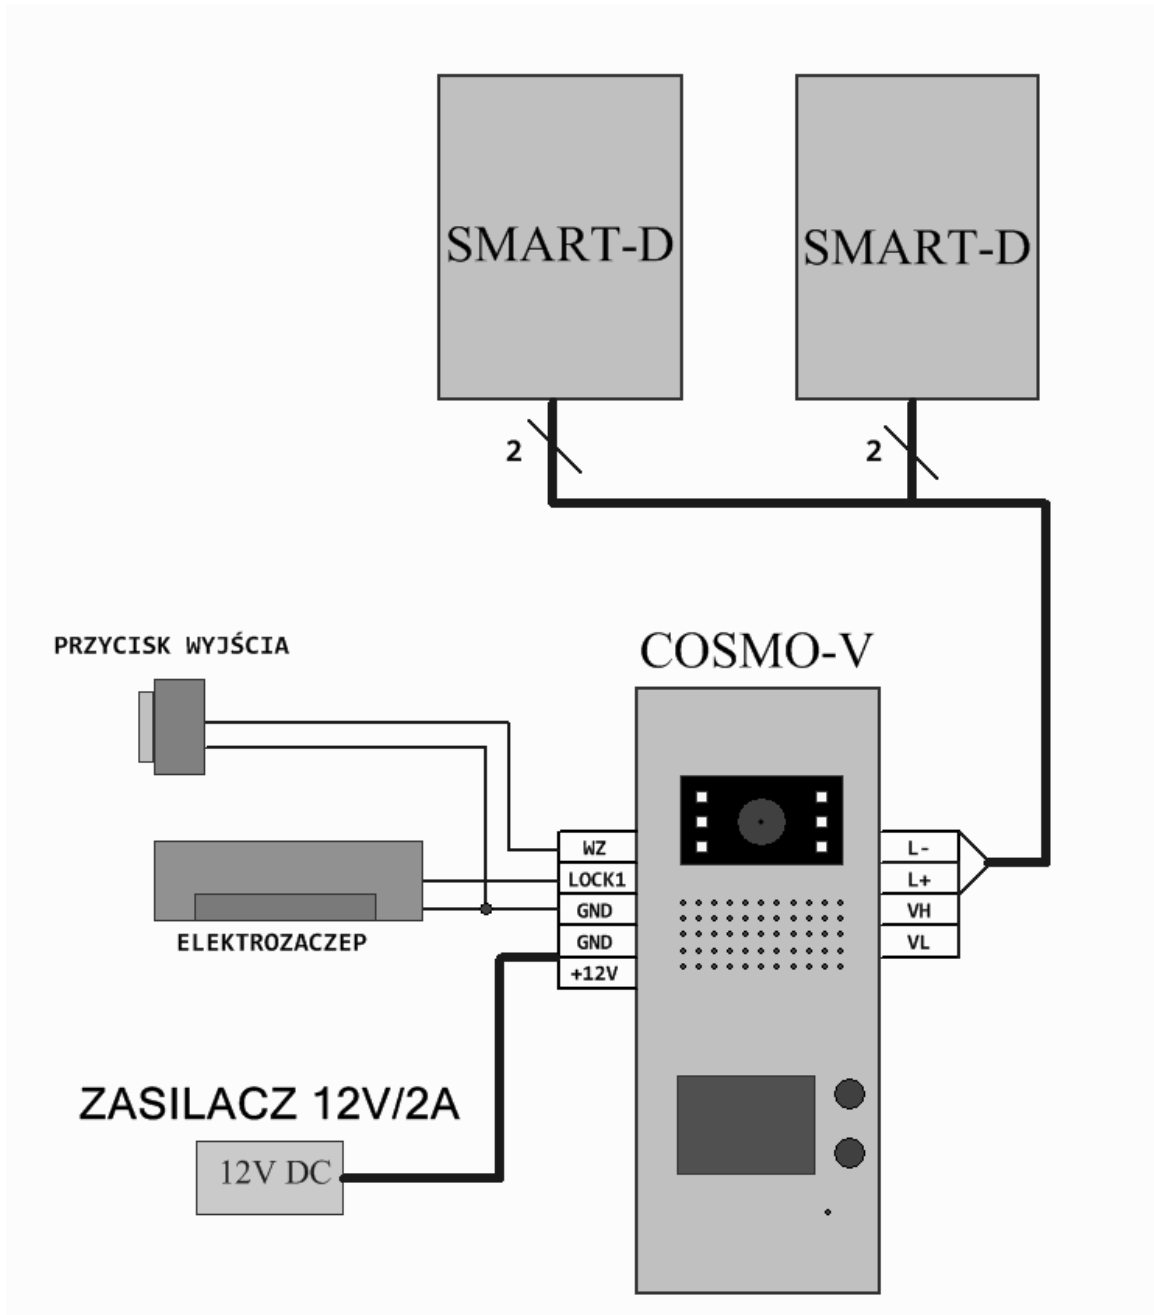 SMART-D
SMART-D
2
2
PRZYCISK WYJŚCIA
COSMO-V
WZ
LOCK1
GND
GND
+12V
L-
L+
VH
VL
ELEKTROZACZEP
ZASILACZ 12V/2A
12V DC